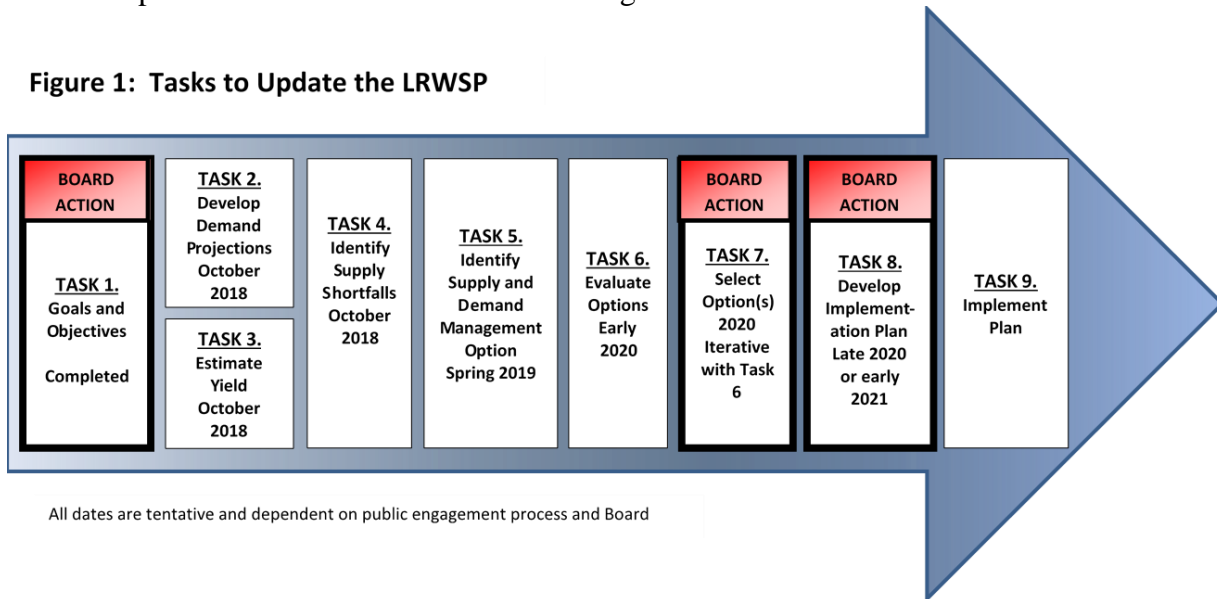 Figure 1:  Tasks to Update the LRWSP
BOARD
ACTION
TASK 1.
Goals and
Objectives
Completed
TASK 2.
Develop
Demand
Projections
October
2018
TASK 3.
Estimate
Yield
October
2018
TASK 4.
Identify
Supply
Shortfalls
October
2018
TASK 5.
Identify
Supply and
Demand
Management
Option
Spring 2019
TASK 6.
Evaluate
Options
Early
2020
BOARD
ACTION
TASK 7.
Select
Option(s)
2020
Iterative
with Task
6
BOARD
ACTION
TASK 8.
Develop
Implement-
ation Plan
Late 2020
or early
2021
TASK 9.
Implement
Plan
All dates are tentative and dependent on public engagement process and Board